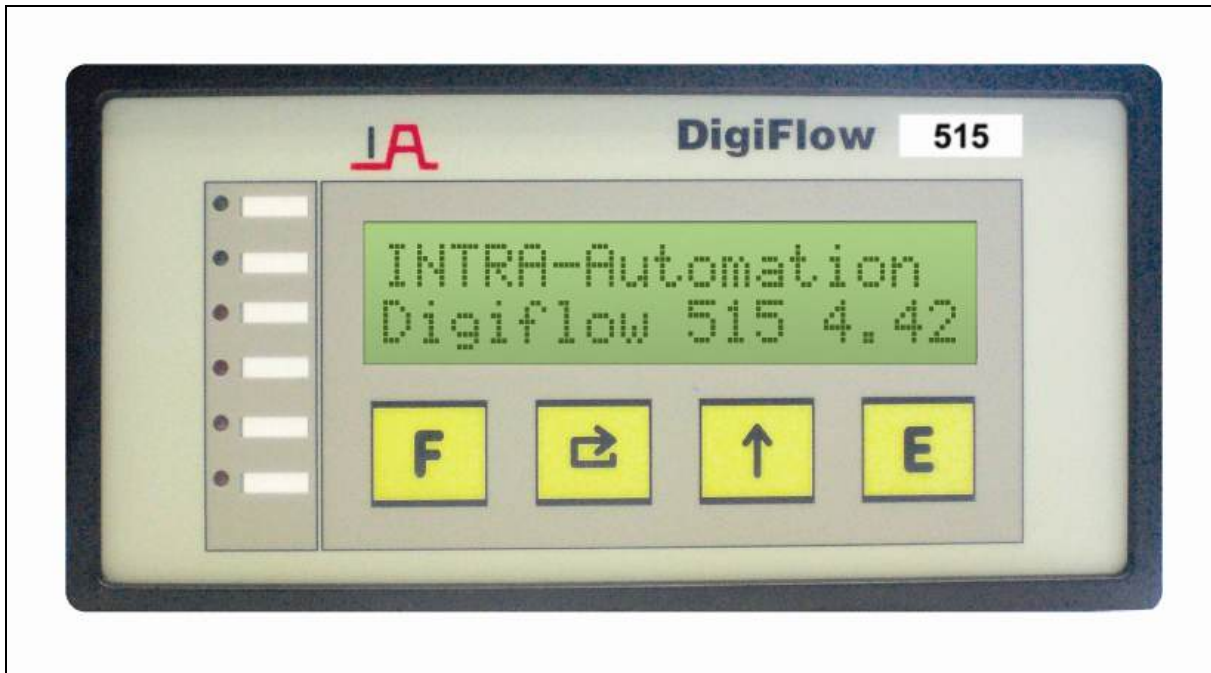 IA
DigiFlow 515
INTRA-Automation
Digiflow 515 4.42
F
E